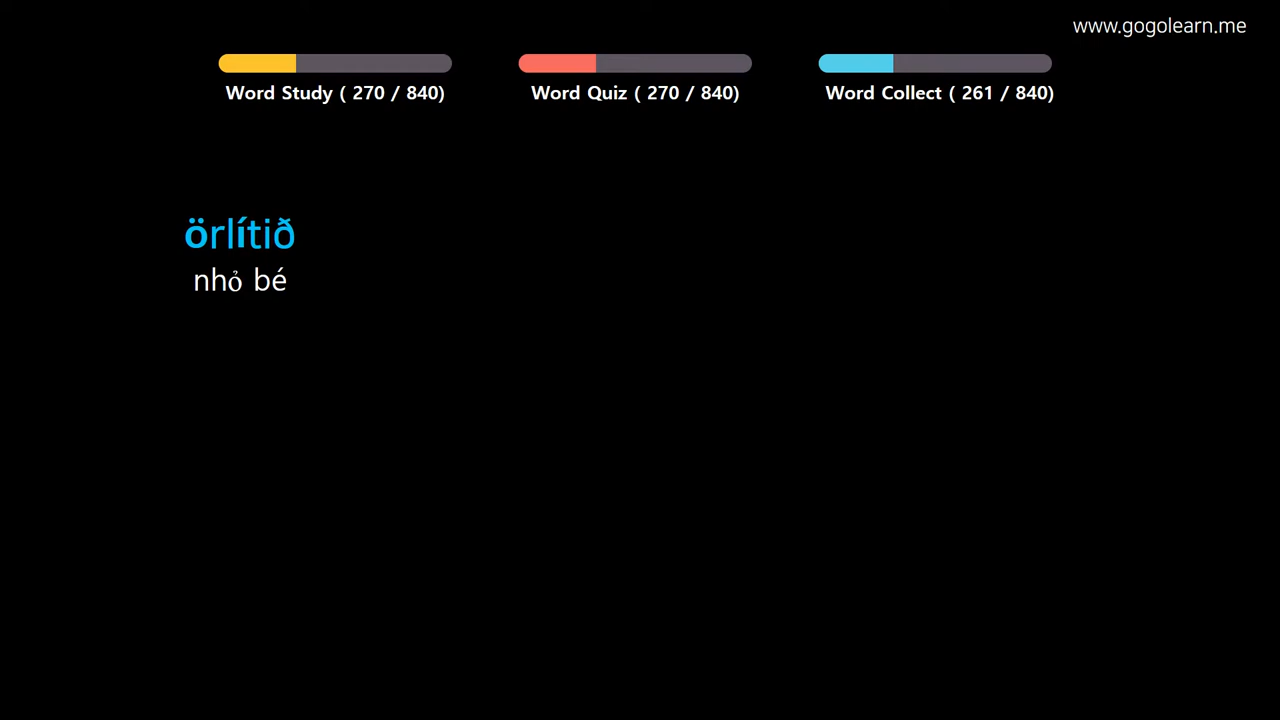 www.gogolearn.me
Word Study ( 270 / 840)
Word Quiz ( 270 / 840)
Word Collect ( 261 / 840)
örlítið
nhỏ bé